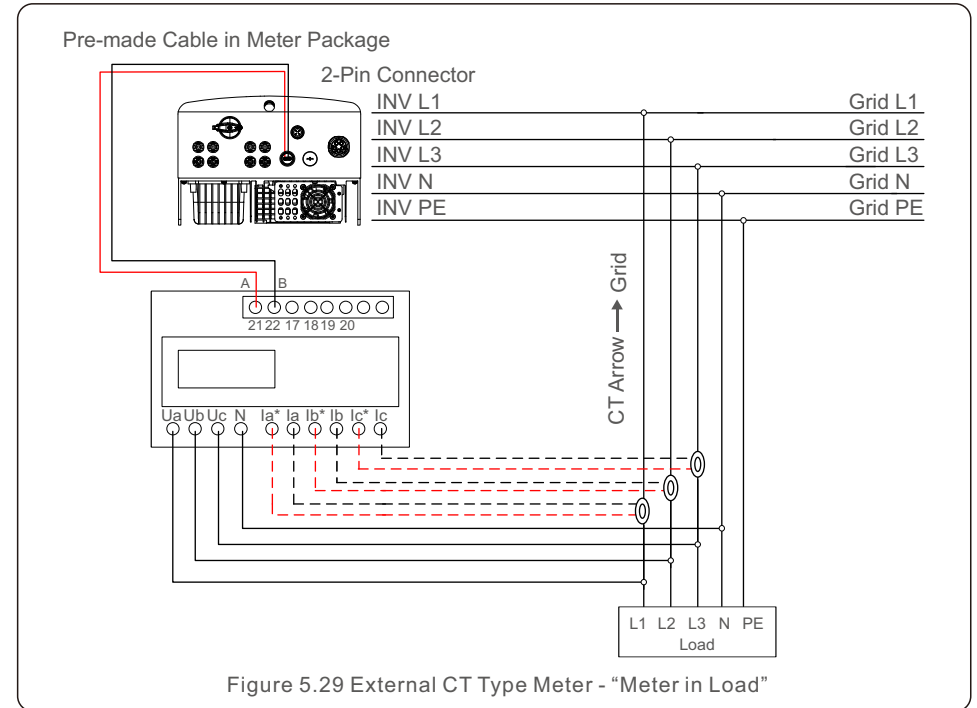 Pre-made Cable in Meter Package
2-Pin Connector
INV L1 Grid L1
INV L2 Grid L2
INV L3 Grid L3
INV N Grid N
INV PE Grid PE
CT Arrow → Grid
A B
21 22 17 18 19 20
Ua Ub Uc N Ia* Ia Ib* Ib Ic* Ic
L1 L2 L3 N PE
Load
Figure 5.29 External CT Type Meter - “Meter in Load”